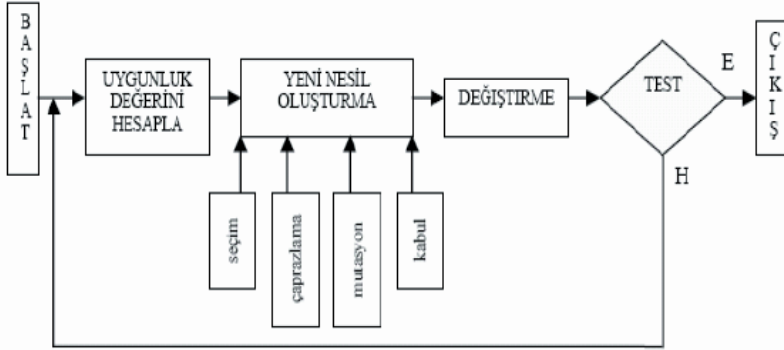 BAŞLAT
UYGUNLUK
DEĞERİNİ
HESAPLA
YENİ NESİL
OLUŞTURMA
DEĞIŞTIRME
TEST
E
H
ÇIKIŞ
seçim
çaprazlama
mutasyon
kabul